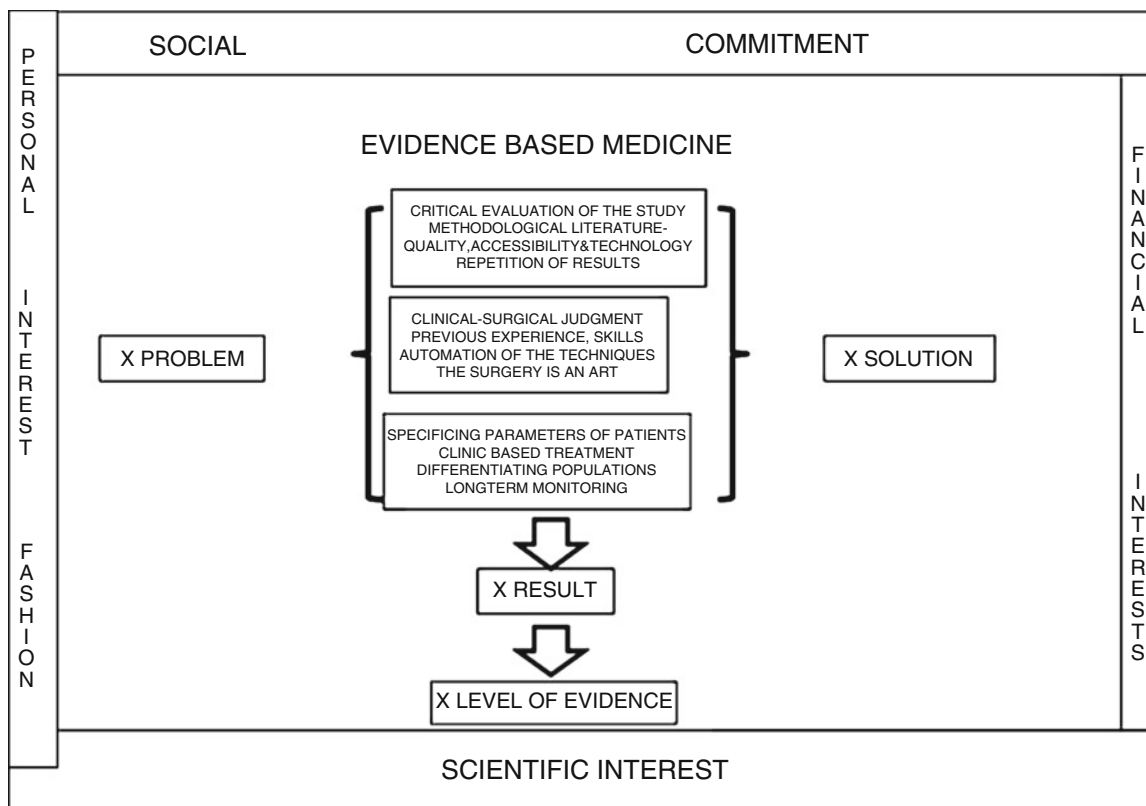 SOCIAL COMMITMENT
PERSONAL INTEREST FASHION
EVIDENCE BASED MEDICINE
CRITICAL EVALUATION OF THE STUDY
METHODOLOGICAL LITERATURE-
QUALITY,ACCESSIBILITY&TECHNOLOGY
REPETITION OF RESULTS
X PROBLEM
CLINICAL-SURGICAL JUDGMENT
PREVIOUS EXPERIENCE, SKILLS
AUTOMATION OF THE TECHNIQUES
THE SURGERY IS AN ART
X SOLUTION
SPECIFICING PARAMETERS OF PATIENTS
CLINIC BASED TREATMENT
DIFFERENTIATING POPULATIONS
LONGTERM MONITORING
X RESULT
X LEVEL OF EVIDENCE
FINANCIAL INTERESTS
SCIENTIFIC INTEREST